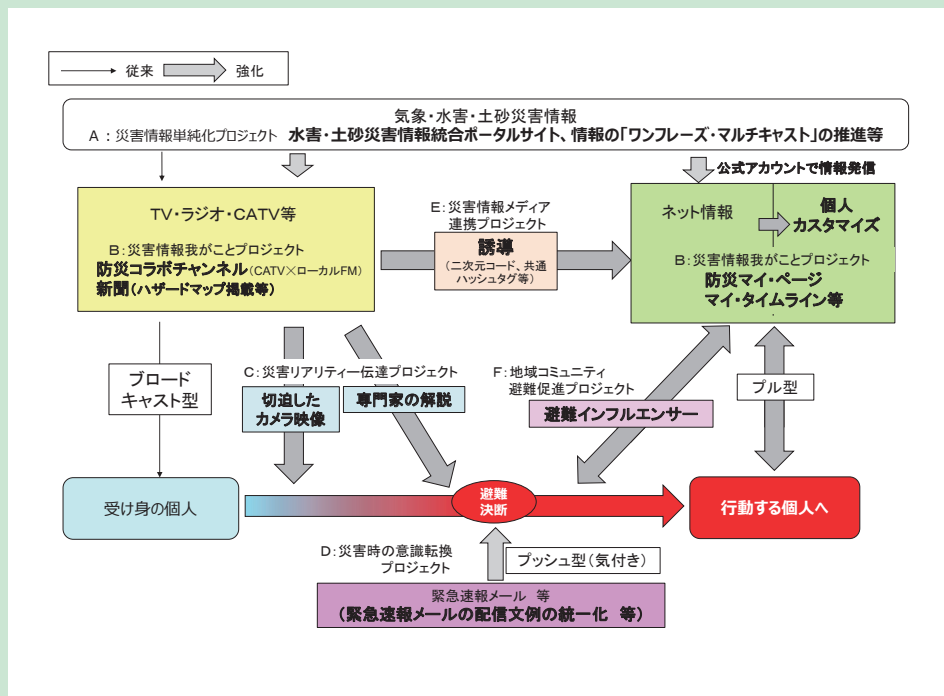 従来
強化
気象・水害・土砂災害情報
A：災害情報単純化プロジェクト 水害・土砂災害情報統合ポータルサイト、情報の「ワンフレーズ・マルチキャスト」の推進等
公式アカウントで情報発信
TV・ラジオ・CATV等
B：災害情報我がことプロジェクト
防災コラボチャンネル（CATV×ローカルFM）
新聞（ハザードマップ掲載等）
E：災害情報メディア
連携プロジェクト
誘導
（二次元コード、共通
ハッシュタグ等）
ネット情報
個人
カスタマイズ
B：災害情報我がことプロジェクト
防災マイ・ページ
マイ・タイムライン等
ブロード
キャスト型
C：災害リアリティー伝達プロジェクト
切迫した
カメラ映像
専門家の解説
F：地域コミュニティ
避難促進プロジェクト
避難インフルエンサー
プル型
受け身の個人
避難
決断
行動する個人へ
D：災害時の意識転換
プロジェクト
プッシュ型（気付き）
緊急速報メール 等
（緊急速報メールの配信文例の統一化 等）